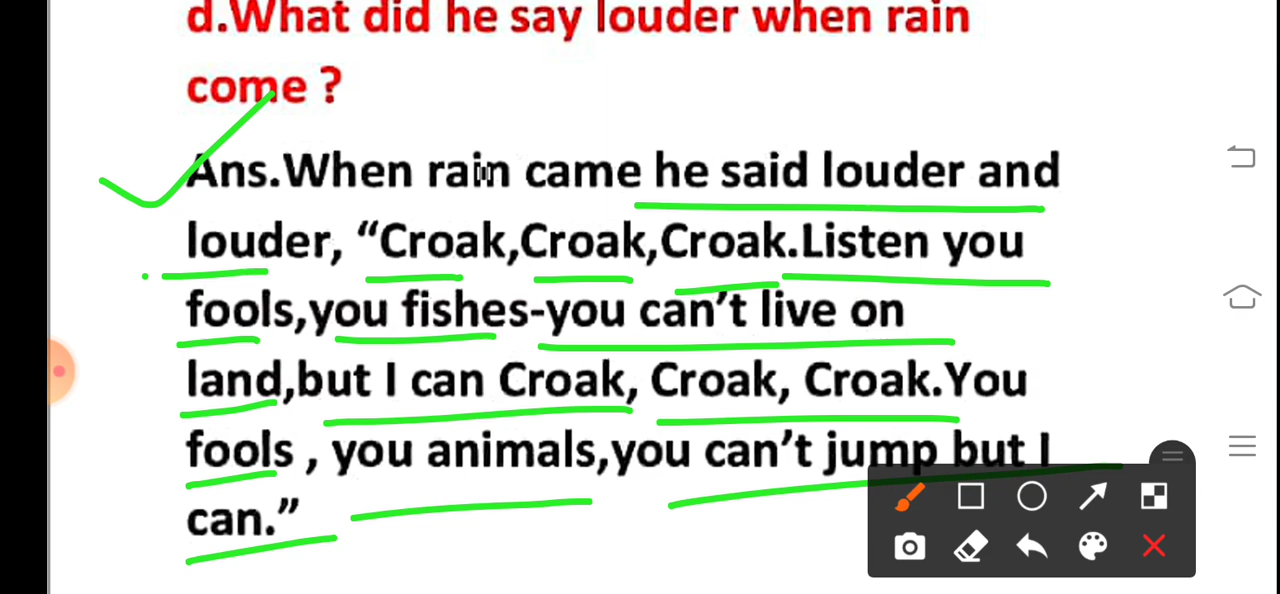 d.What did he say louder when rain
come ?
Ans.When rain came he said louder and
louder, “Croak,Croak,Croak.Listen you
fools,you fishes-you can’t live on
land,but I can Croak, Croak, Croak.You
fools , you animals,you can’t jump but I
can.”